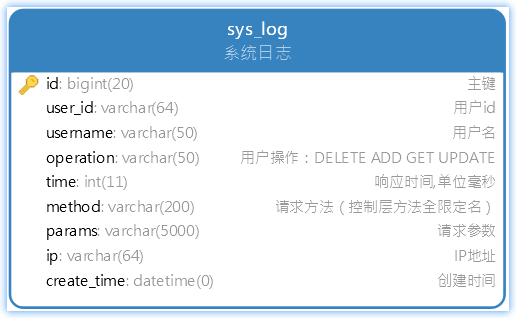 sys_log
系统日志
id: bigint(20) 主键
user_id: varchar(64) 用户id
username: varchar(50) 用户名
operation: varchar(50) 用户操作：DELETE ADD GET UPDATE
time: int(11) 响应时间,单位毫秒
method: varchar(200) 请求方法（控制层方法全限定名）
params: varchar(5000) 请求参数
ip: varchar(64) IP地址
create_time: datetime(0) 创建时间